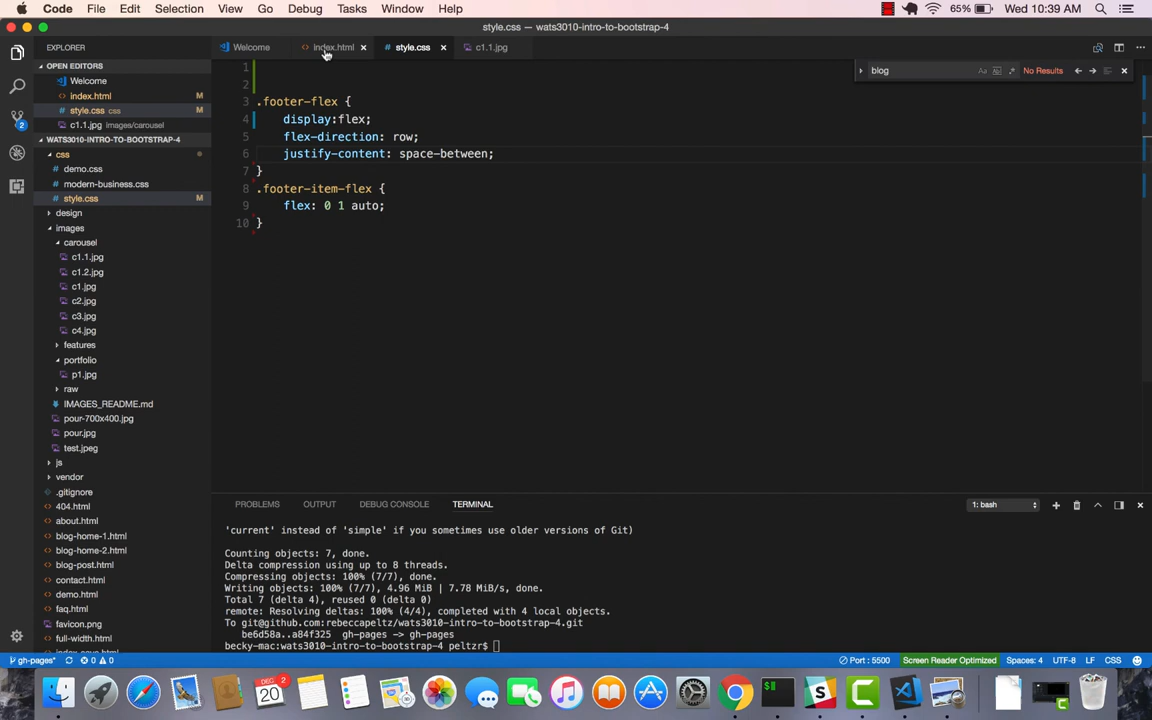 Code File Edit Selection View Go Debug Tasks Window Help 65% Wed 10:39 AM
style.css — wats3010-intro-to-bootstrap-4
EXPLORER Welcome index.html style.css c1.1.jpg
OPEN EDITORS
Welcome
index.html M
style.css css M
c1.1.jpg images/carousel
WATS3010-INTRO-TO-BOOTSTRAP-4
css
demo.css
modern-business.css
style.css M
design
images
carousel
c1.1.jpg
c1.2.jpg
c1.jpg
c2.jpg
c3.jpg
c4.jpg
features
portfolio
p1.jpg
raw
IMAGES_README.md
pour-700x400.jpg
pour.jpg
test.jpeg
js
vendor
.gitignore
404.html
about.html
blog-home-1.html
blog-home-2.html
blog-post.html
contact.html
demo.html
faq.html
favicon.png
full-width.html
blog Aa No Results
1
2
3 .footer-flex {
4 display:flex;
5 flex-direction: row;
6 justify-content: space-between;
7 }
8 .footer-item-flex {
9 flex: 0 1 auto;
10 }
PROBLEMS OUTPUT DEBUG CONSOLE TERMINAL 1: bash
'current' instead of 'simple' if you sometimes use older versions of Git)
Counting objects: 7, done.
Delta compression using up to 8 threads.
Compressing objects: 100% (7/7), done.
Writing objects: 100% (7/7), 4.96 MiB | 7.78 MiB/s, done.
Total 7 (delta 4), reused 0 (delta 0)
remote: Resolving deltas: 100% (4/4), completed with 4 local objects.
To git@github.com:rebeccapeltz/wats3010-intro-to-bootstrap-4.git
be6d58a..a84f325 gh-pages -> gh-pages
becky-mac:wats3010-intro-to-bootstrap-4 peltzr$
gh-pages* 0 0 Port : 5500 Screen Reader Optimized Spaces: 4 UTF-8 LF CSS
DEC 20 2